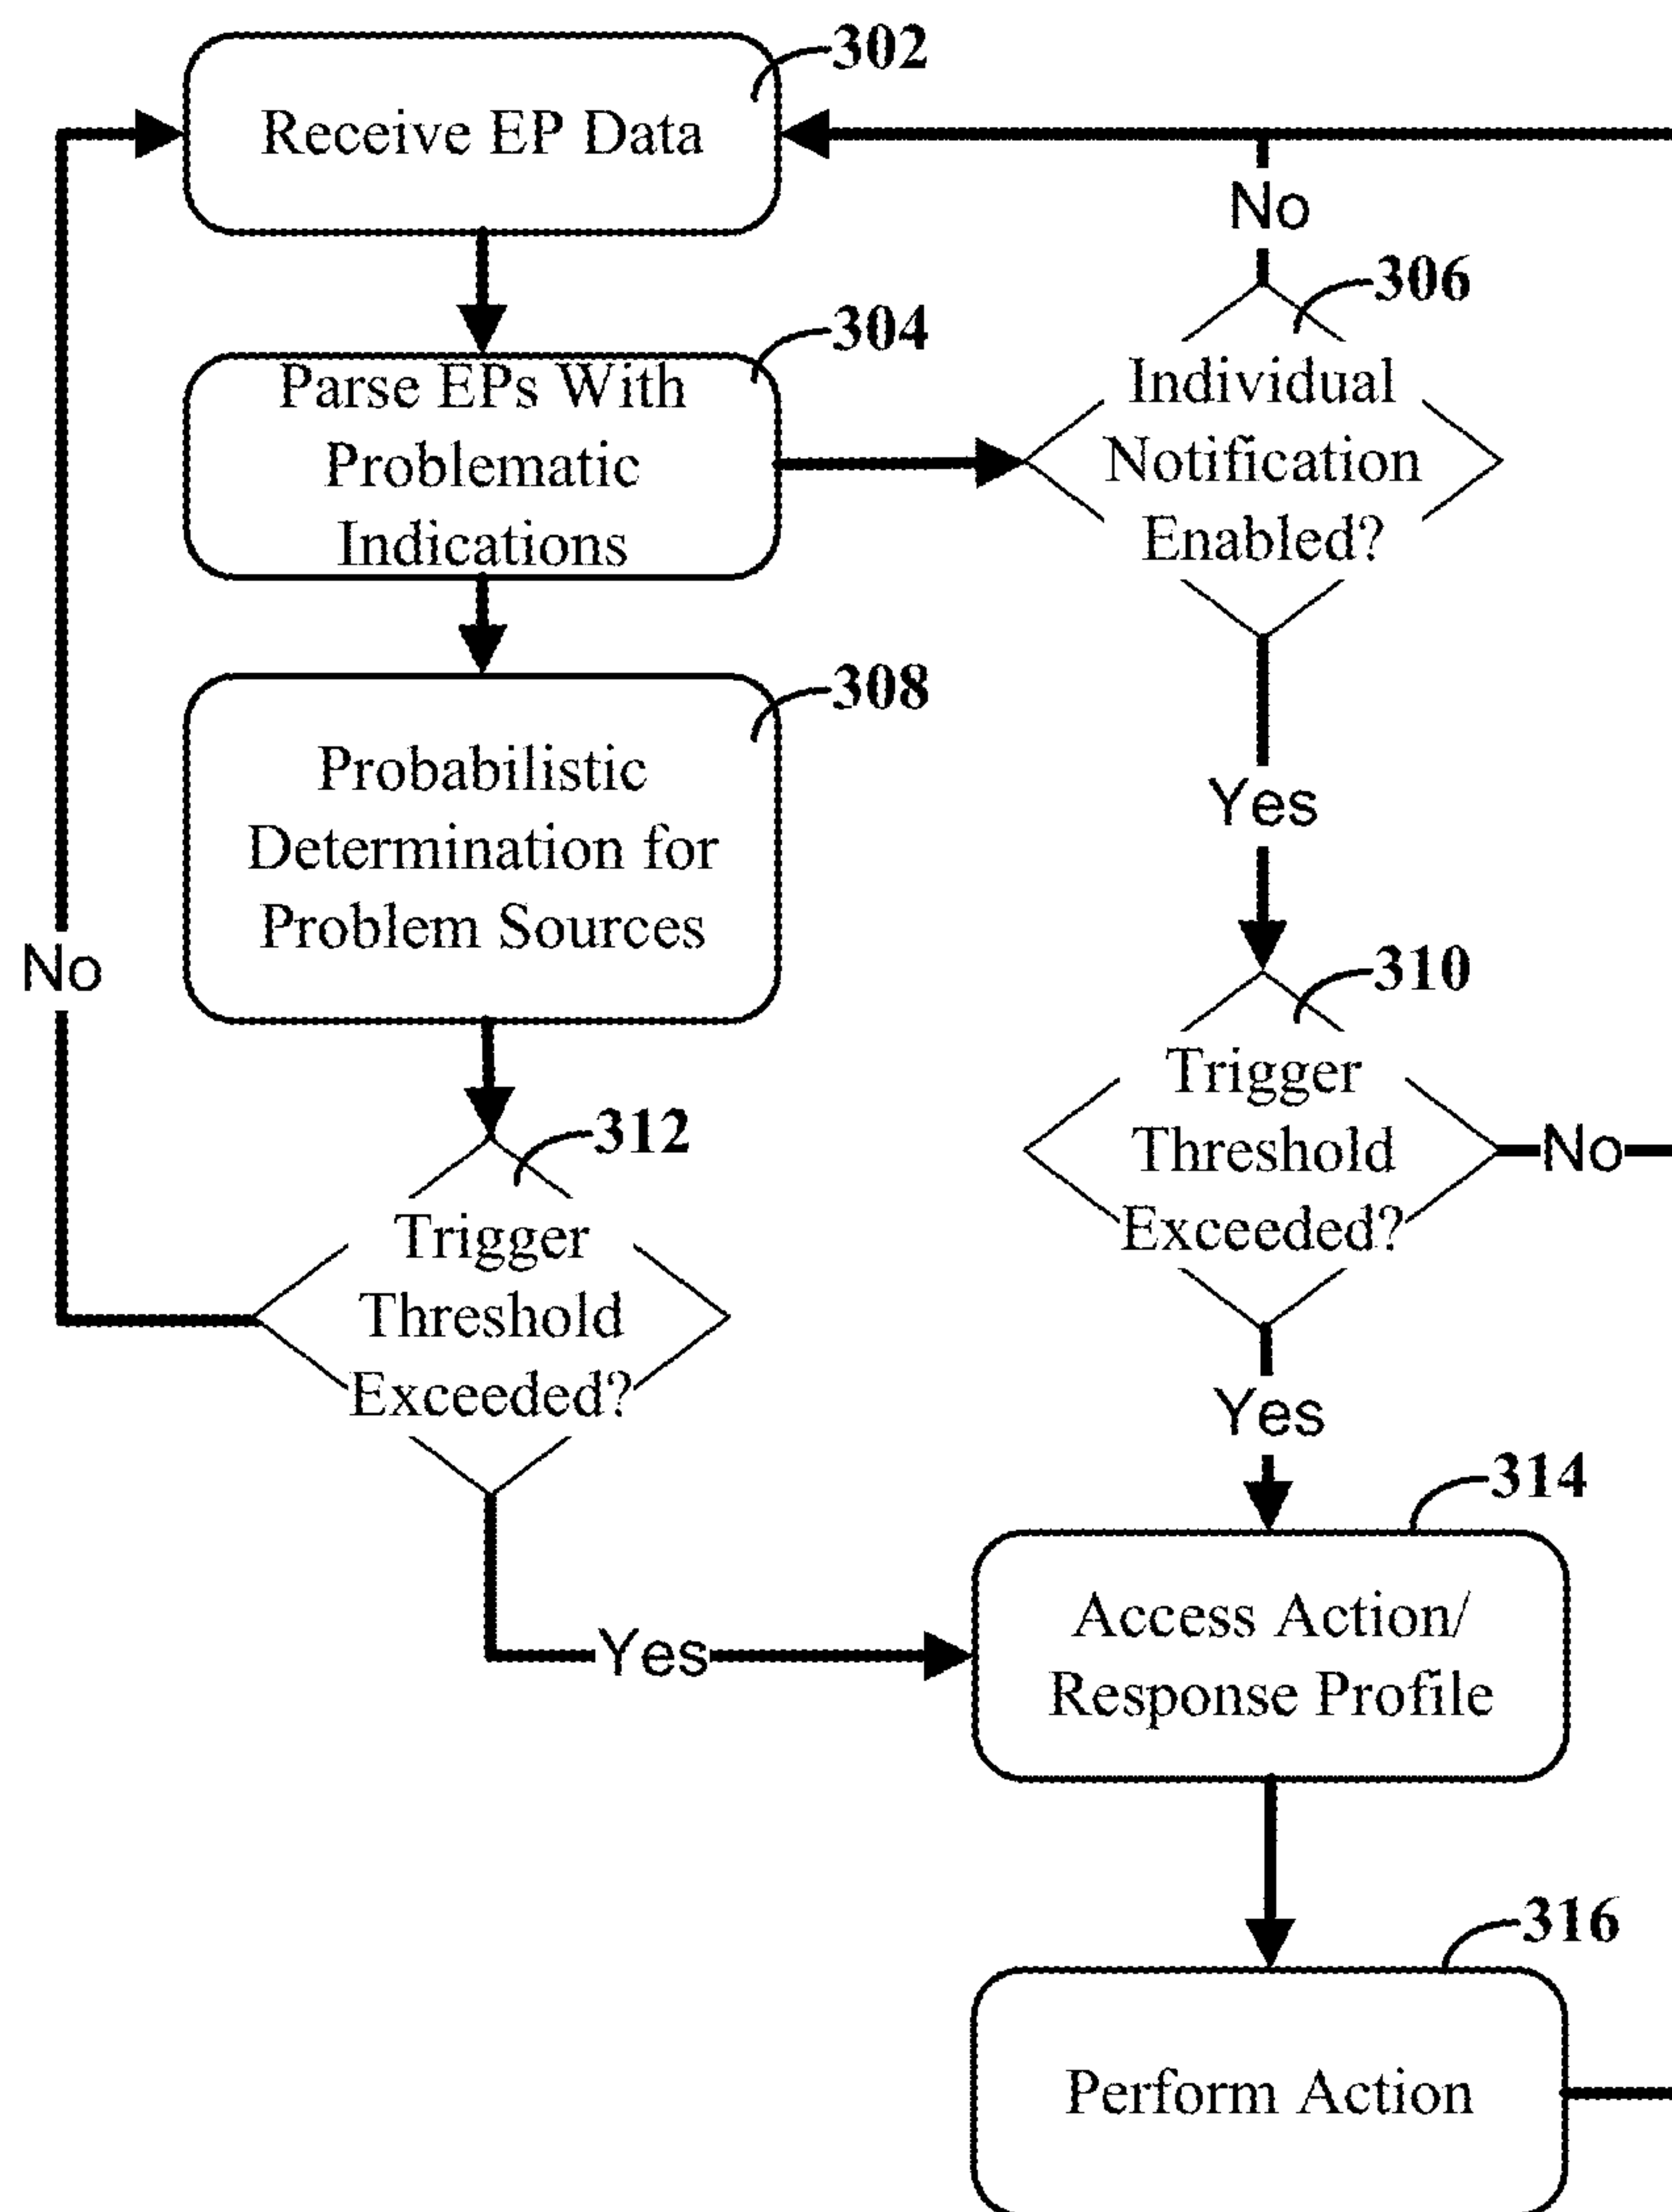 302
Receive EP Data
No
306
304
Parse EPs With
Problematic
Indications
Individual
Notification
Enabled?
308
Probabilistic
Determination for
Problem Sources
Yes
No
310
312
Trigger
Threshold
Exceeded?
No
Trigger
Threshold
Exceeded?
Yes
314
Access Action/
Response Profile
Yes
316
Perform Action